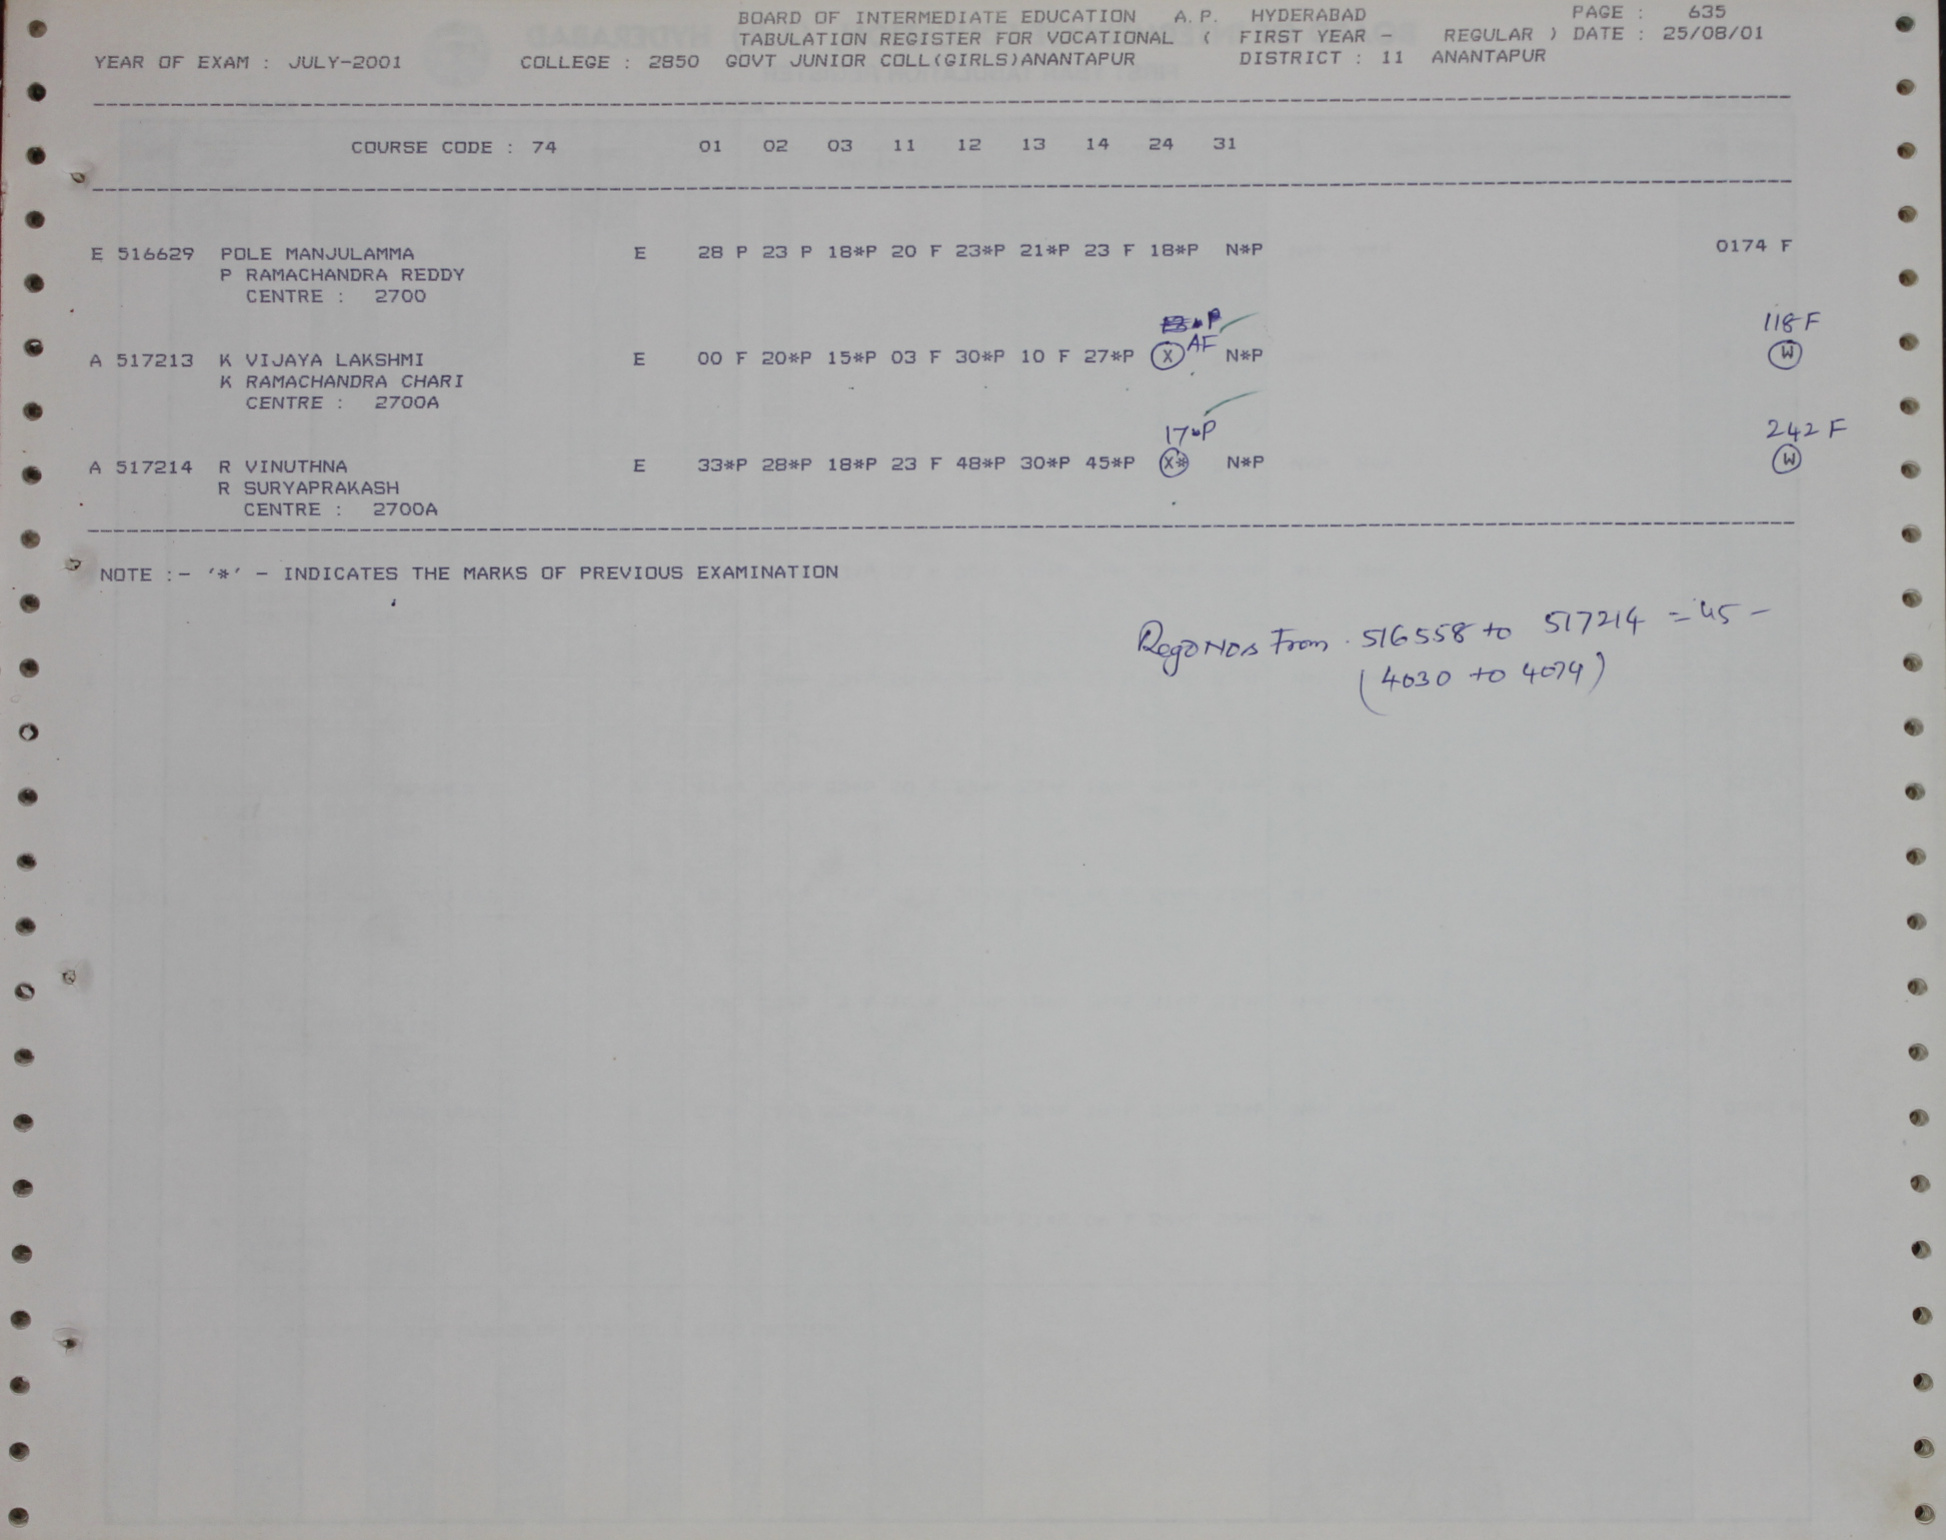 BOARD OF INTERMEDIATE EDUCATION A.P. HYDERABAD PAGE : 635
TABULATION REGISTER FOR VOCATIONAL ( FIRST YEAR - REGULAR ) DATE : 25/08/01
YEAR OF EXAM : JULY-2001 COLLEGE : 2850 GOVT JUNIOR COLL(GIRLS)ANANTAPUR DISTRICT : 11 ANANTAPUR
COURSE CODE : 74 01 02 03 11 12 13 14 24 31
E 516629 POLE MANJULAMMA E 28 P 23 P 18*P 20 F 23*P 21*P 23 F 18*P N*P 0174 F
P RAMACHANDRA REDDY
CENTRE : 2700
P 118 F
A 517213 K VIJAYA LAKSHMI E 00 F 20*P 15*P 03 F 30*P 10 F 27*P X AF N*P W
K RAMACHANDRA CHARI
CENTRE : 2700A
17*P 242 F
A 517214 R VINUTHNA E 33*P 28*P 18*P 23 F 48*P 30*P 45*P X* N*P W
R SURYAPRAKASH
CENTRE : 2700A
NOTE :- '*' - INDICATES THE MARKS OF PREVIOUS EXAMINATION
From 516558 to 517214 = 45 -
(4030 to 4074)